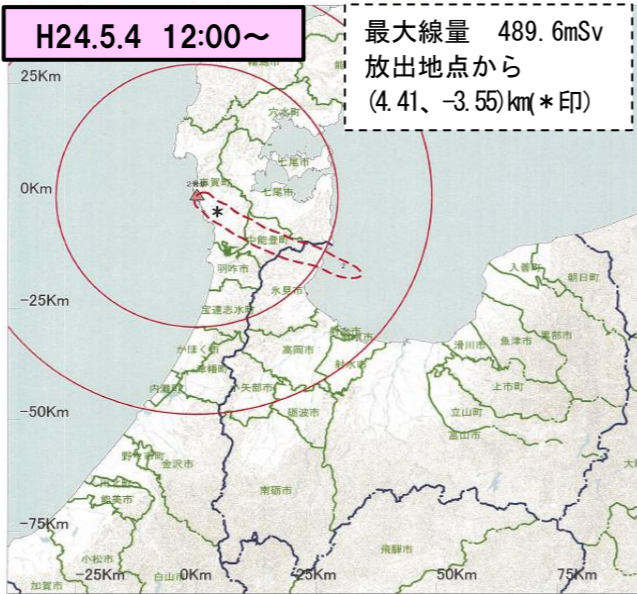 H24.5.4 12:00～
最大線量 489.6mSv
放出地点から
(4.41、-3.55)km(*印)
25Km
穴水町
七尾市
0Km
七尾市
*
中能登町
羽咋市
入善町
朝日町
-25Km
氷見市
宝達志水町
かほく市
高岡市
射水市
滑川市
魚津市
黒部市
内灘町
津幡町
小矢部市
上市町
-50Km
砺波市
立山町
富山市
野々市町
金沢市
能美市
南砺市
-75Km
飛騨市
小松市
-25Km
0Km
25Km
50Km
75Km
白山市
加賀市